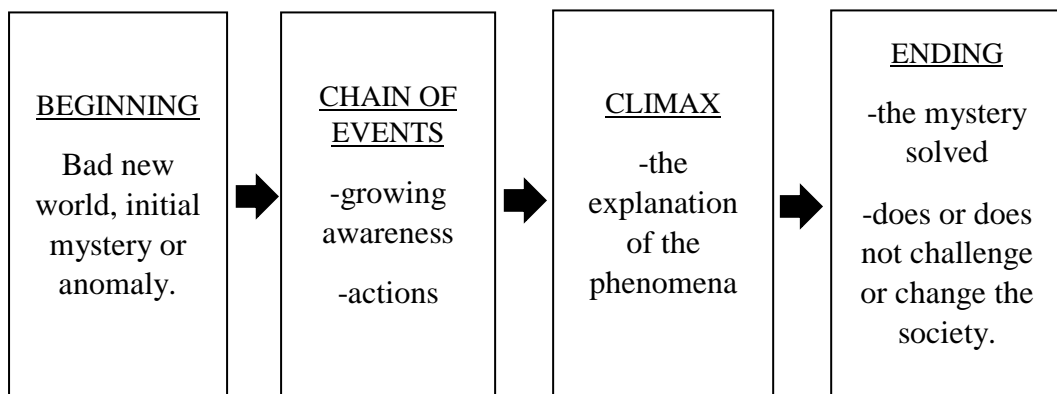 BEGINNING
Bad new
world, initial
mystery or
anomaly.
CHAIN OF
EVENTS
-growing
awareness
-actions
CLIMAX
-the
explanation
of the
phenomena
ENDING
-the mystery
solved
-does or does
not challenge
or change the
society.